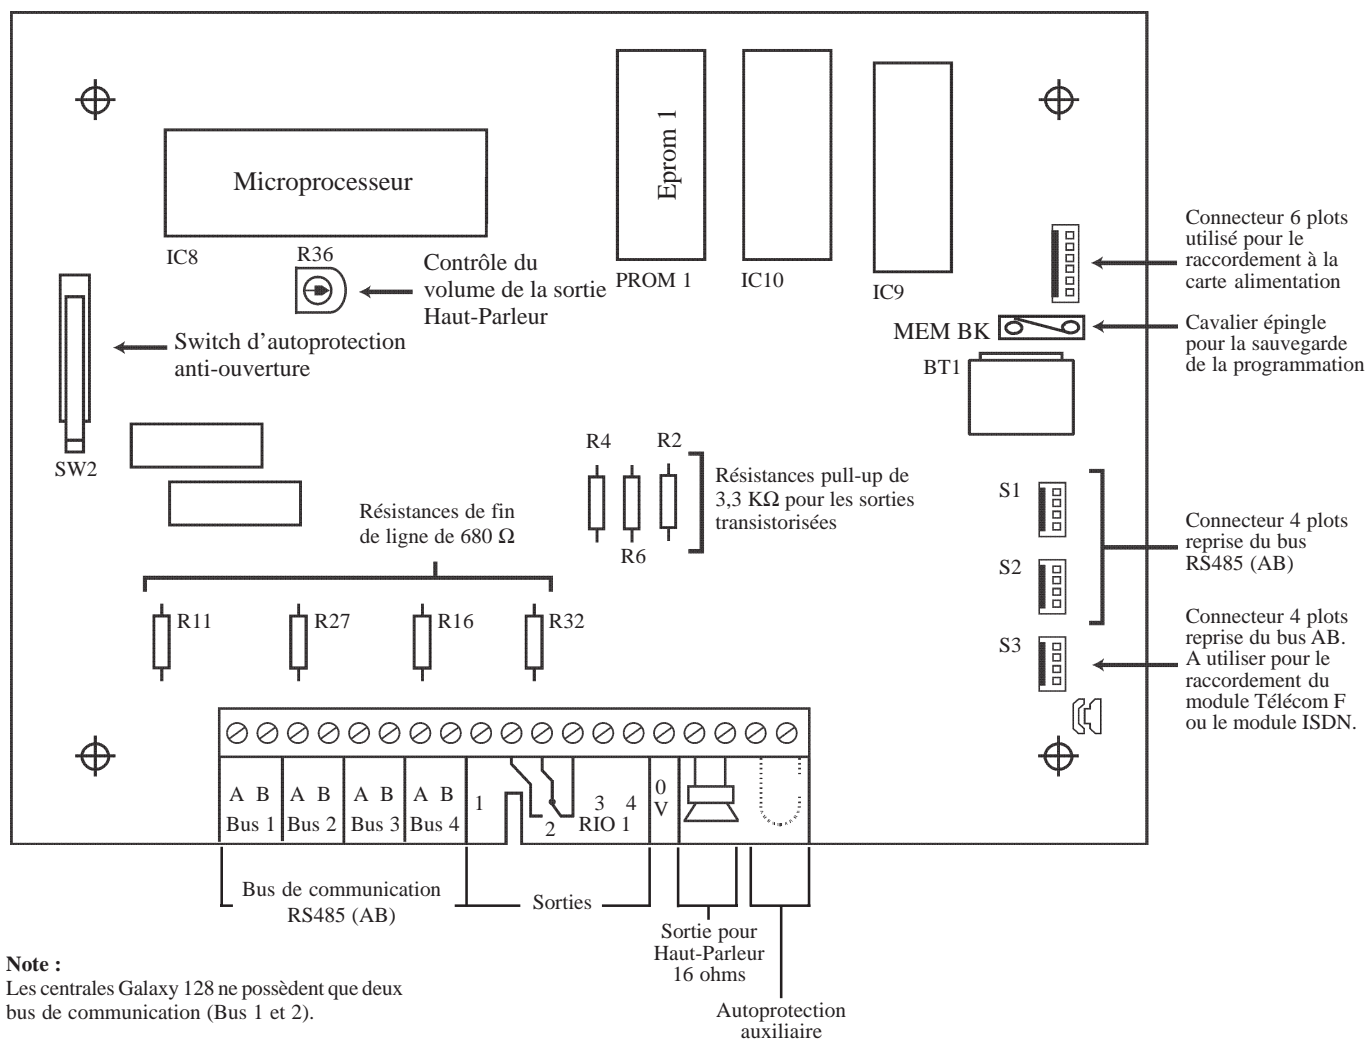 Microprocesseur
IC8
Eprom 1
PROM 1
IC10
IC9
R36
Contrôle du
volume de la sortie
Haut-Parleur
Connecteur 6 plots
utilisé pour le
raccordement à la
carte alimentation
MEM BK
Cavalier épingle
pour la sauvegarde
de la programmation
BT1
Switch d'autoprotection
anti-ouverture
SW2
R4
R2
R6
Résistances pull-up de
3,3 KΩ pour les sorties
transistorisées
Résistances de fin
de ligne de 680 Ω
R11
R27
R16
R32
S1
S2
Connecteur 4 plots
reprise du bus
RS485 (AB)
S3
Connecteur 4 plots
reprise du bus AB.
A utiliser pour le
raccordement du
module Télécom F
ou le module ISDN.
A B
Bus 1
A B
Bus 2
A B
Bus 3
A B
Bus 4
1
2
3 4
RIO 1
0
V
Bus de communication
RS485 (AB)
Sorties
Sortie pour
Haut-Parleur
16 ohms
Autoprotection
auxiliaire
Note :
Les centrales Galaxy 128 ne possèdent que deux
bus de communication (Bus 1 et 2).